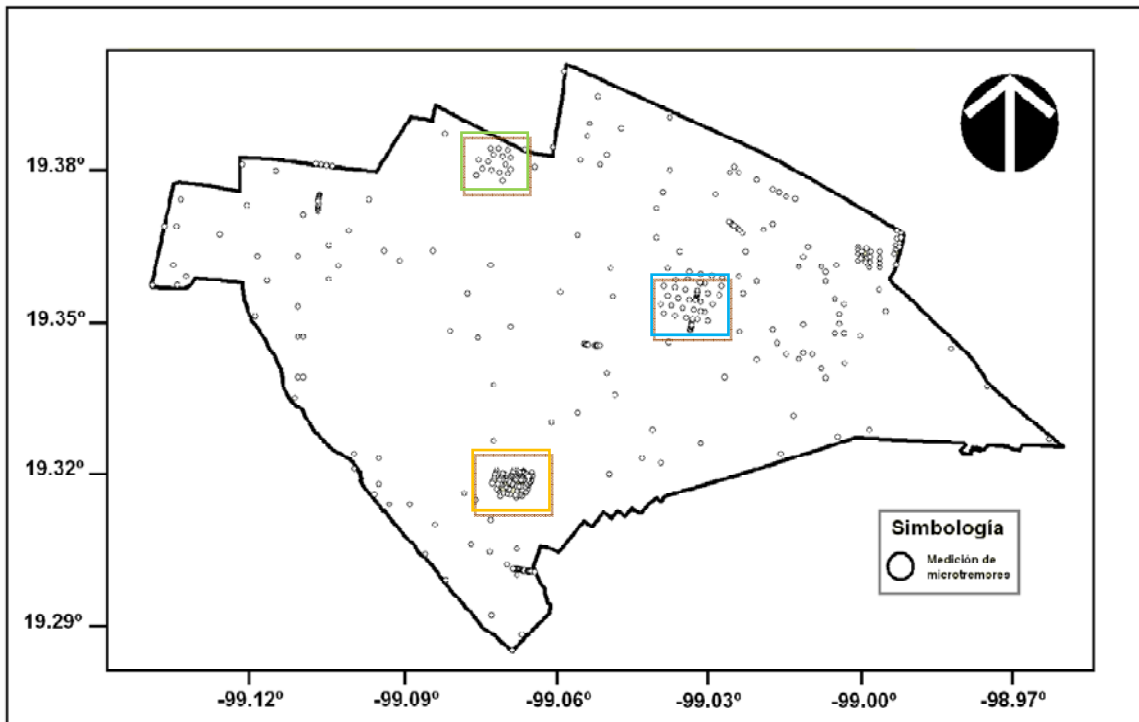 19.38º
19.35º
19.32º
19.29º
Simbología
Medición de
microtremores
-99.12º
-99.09º
-99.06º
-99.03º
-99.00º
-98.97º